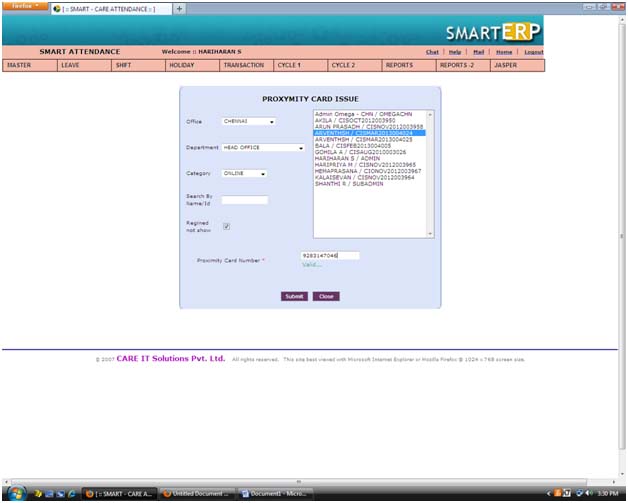 Firefox
[ :: SMART - CARE ATTENDANCE :: ]
SMARTERP
SMART ATTENDANCE
Welcome :: HARIHARAN S
Chat | Help | Mail | Home | Logout
MASTER LEAVE SHIFT HOLIDAY TRANSACTION CYCLE 1 CYCLE 2 REPORTS REPORTS -2 JASPER
PROXYMITY CARD ISSUE
Office CHENNAI
Department HEAD OFFICE
Category ONLINE
Search By
Name/Id
Regined
not show
Admin Omega - CHN / OMEGACHN
AKILA / CISOCT2012003950
ARUN PRASADH / CISNOV2012003958
ARVENTHSH / CISMAR2013004024
ARVENTHSH / CISMAR2013004025
BALA / CISFEB2013004005
GOHILA A / CISAUG2010003026
HARIHARAN S / ADMIN
HARIPRIYA M / CISNOV2012003965
HEMAPRASANA / CIONOV2012003967
KALAISEVAN / CISNOV2012003964
SHANTHI R / SUBADMIN
Proximity Card Number * 9283147046
Valid...
Submit Close
© 2007 CARE IT Solutions Pvt. Ltd. All rights reserved. This site best viewed with Microsoft Internet Explorer or Mozilla Firefox @ 1024 x 768 screen size.
[ :: SMART - CARE A... Untitled Document ... Document1 - Micro... 3:30 PM